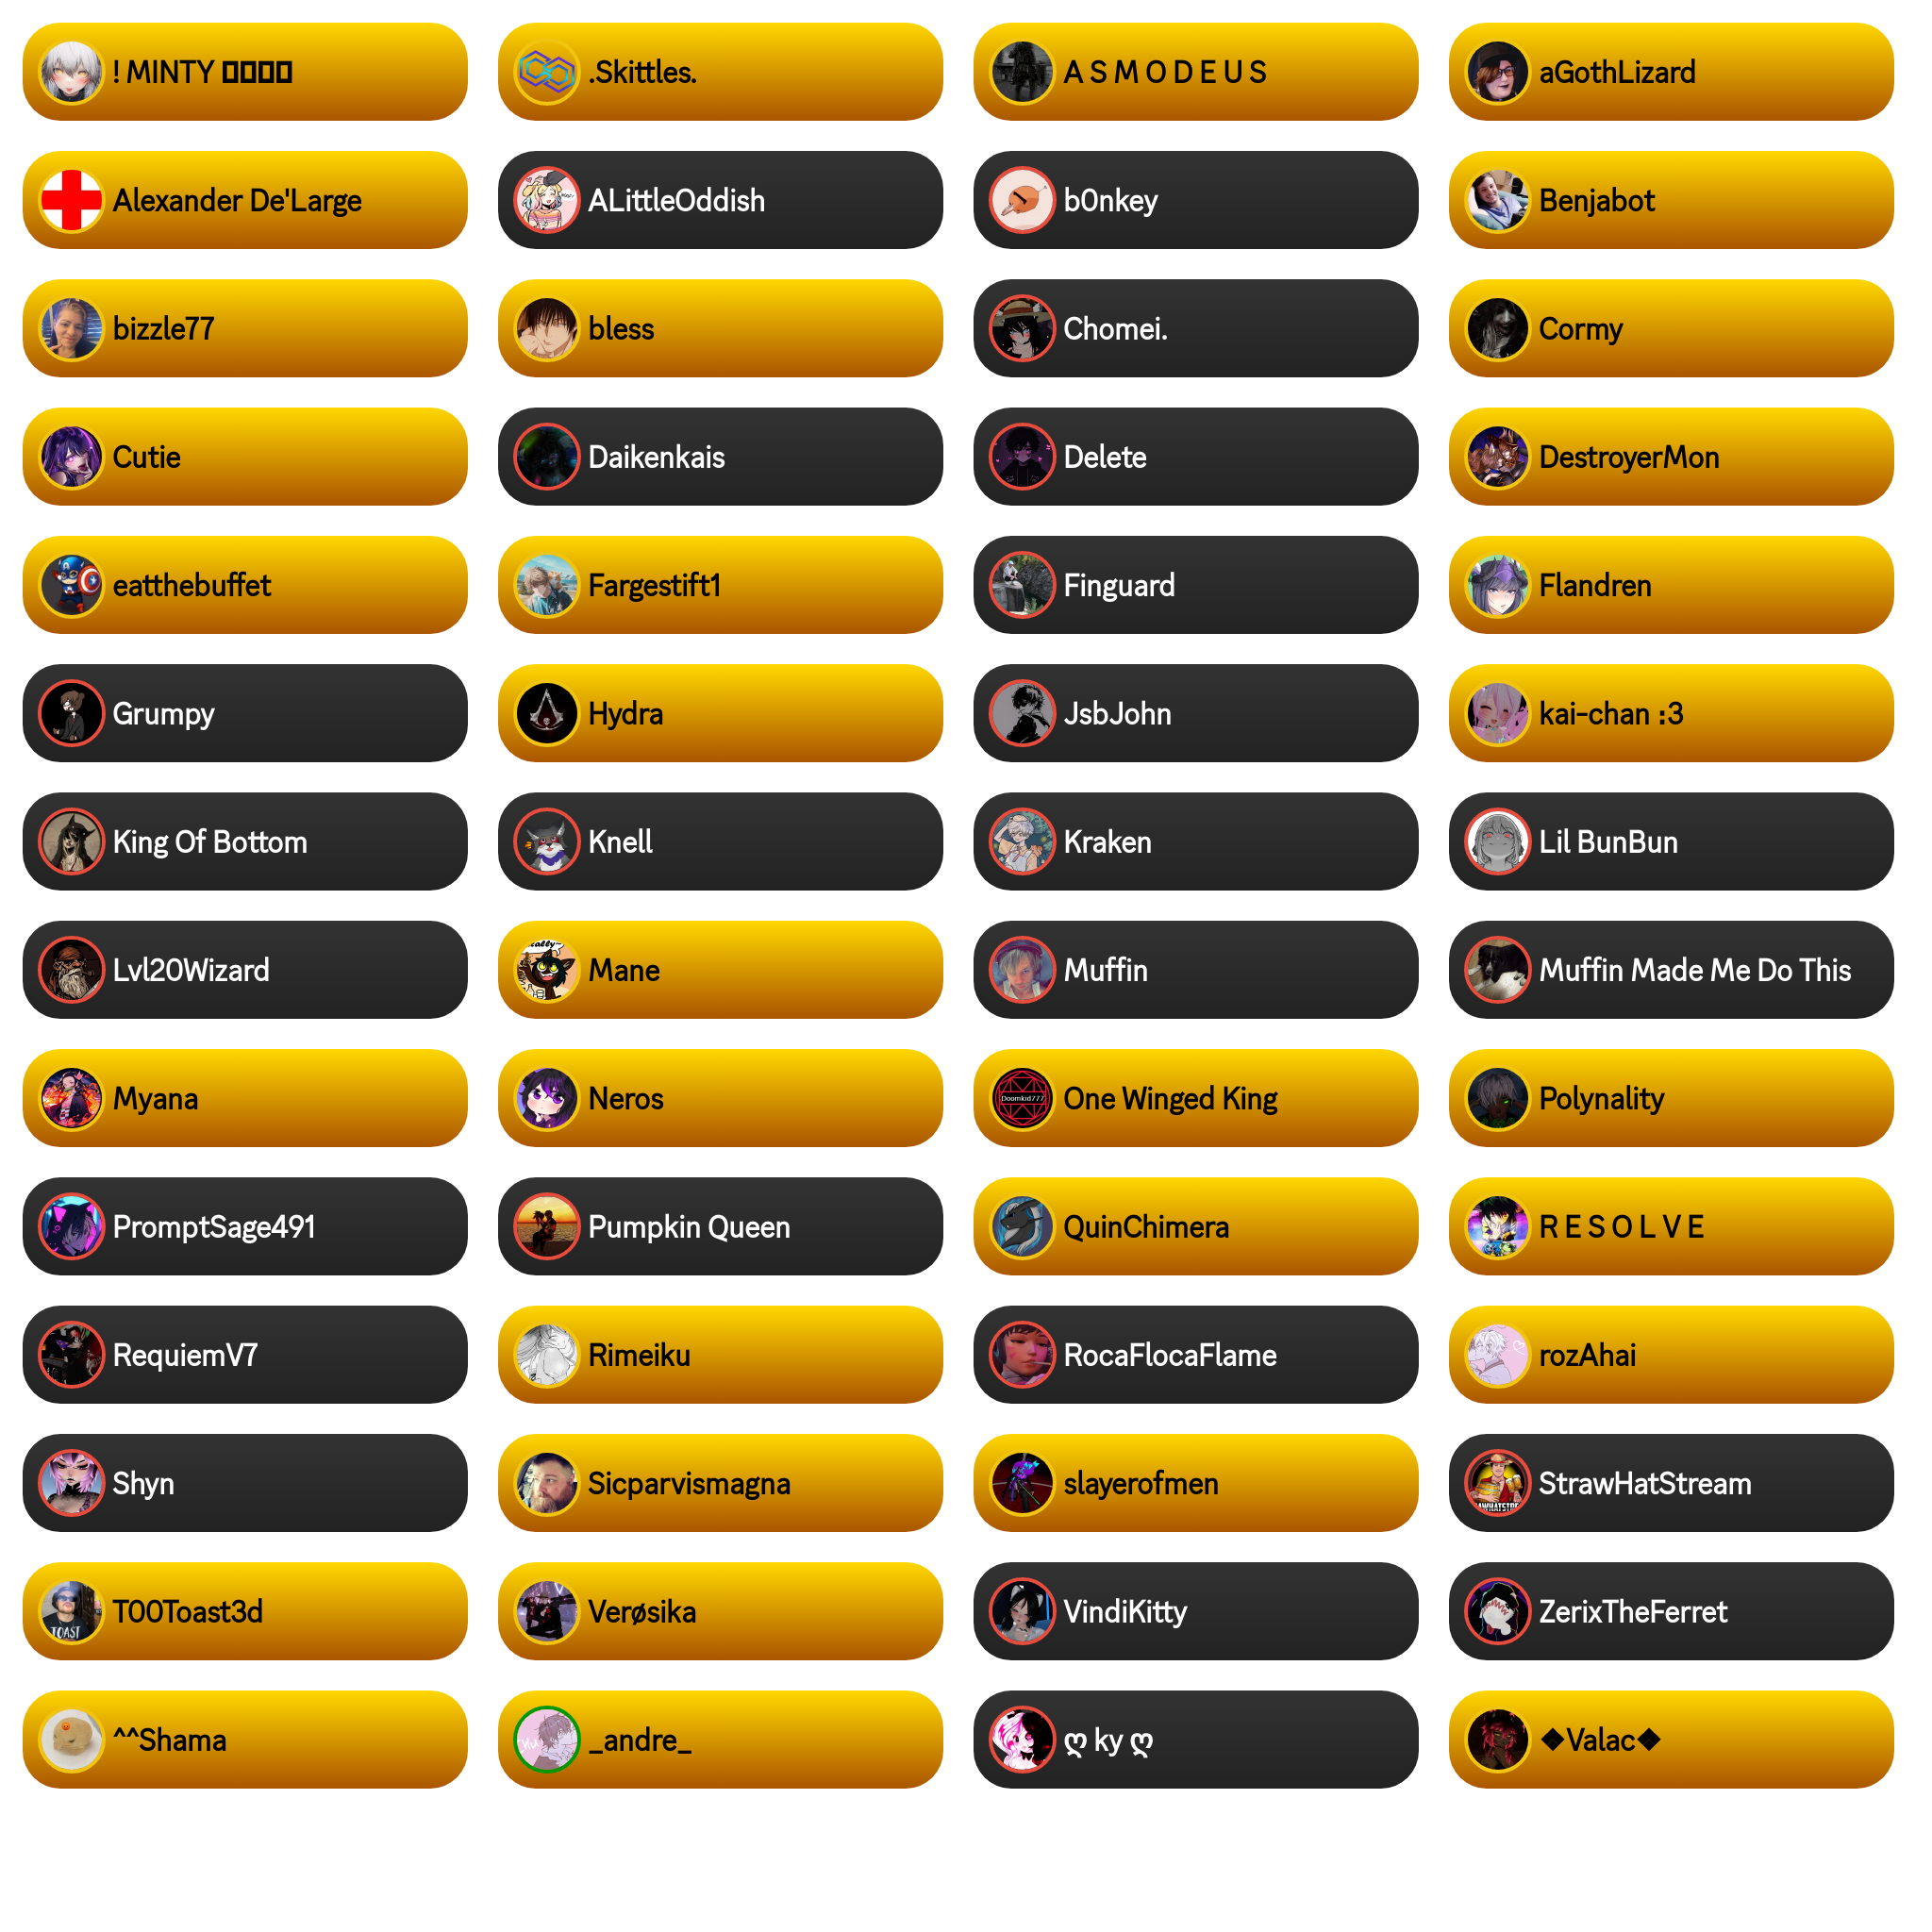 ! MINTY
.Skittles.
A S M O D E U S
aGothLizard
Alexander De'Large
ALittleOddish
b0nkey
Benjabot
bizzle77
bless
Chomei.
Cormy
Cutie
Daikenkais
Delete
DestroyerMon
eatthebuffet
Fargestift1
Finguard
Flandren
Grumpy
Hydra
JsbJohn
kai-chan :3
King Of Bottom
Knell
Kraken
Lil BunBun
Lvl20Wizard
Mane
Muffin
Muffin Made Me Do This
Myana
Neros
Doomkid777
One Winged King
Polynality
PromptSage491
Pumpkin Queen
QuinChimera
R E S O L V E
RequiemV7
Rimeiku
RocaFlocaFlame
rozAhai
Shyn
Sicparvismagna
slayerofmen
StrawHatStream
TOAST
T00Toast3d
Verøsika
VindiKitty
ZerixTheFerret
^^Shama
_andre_
ღ ky ღ
❖Valac❖